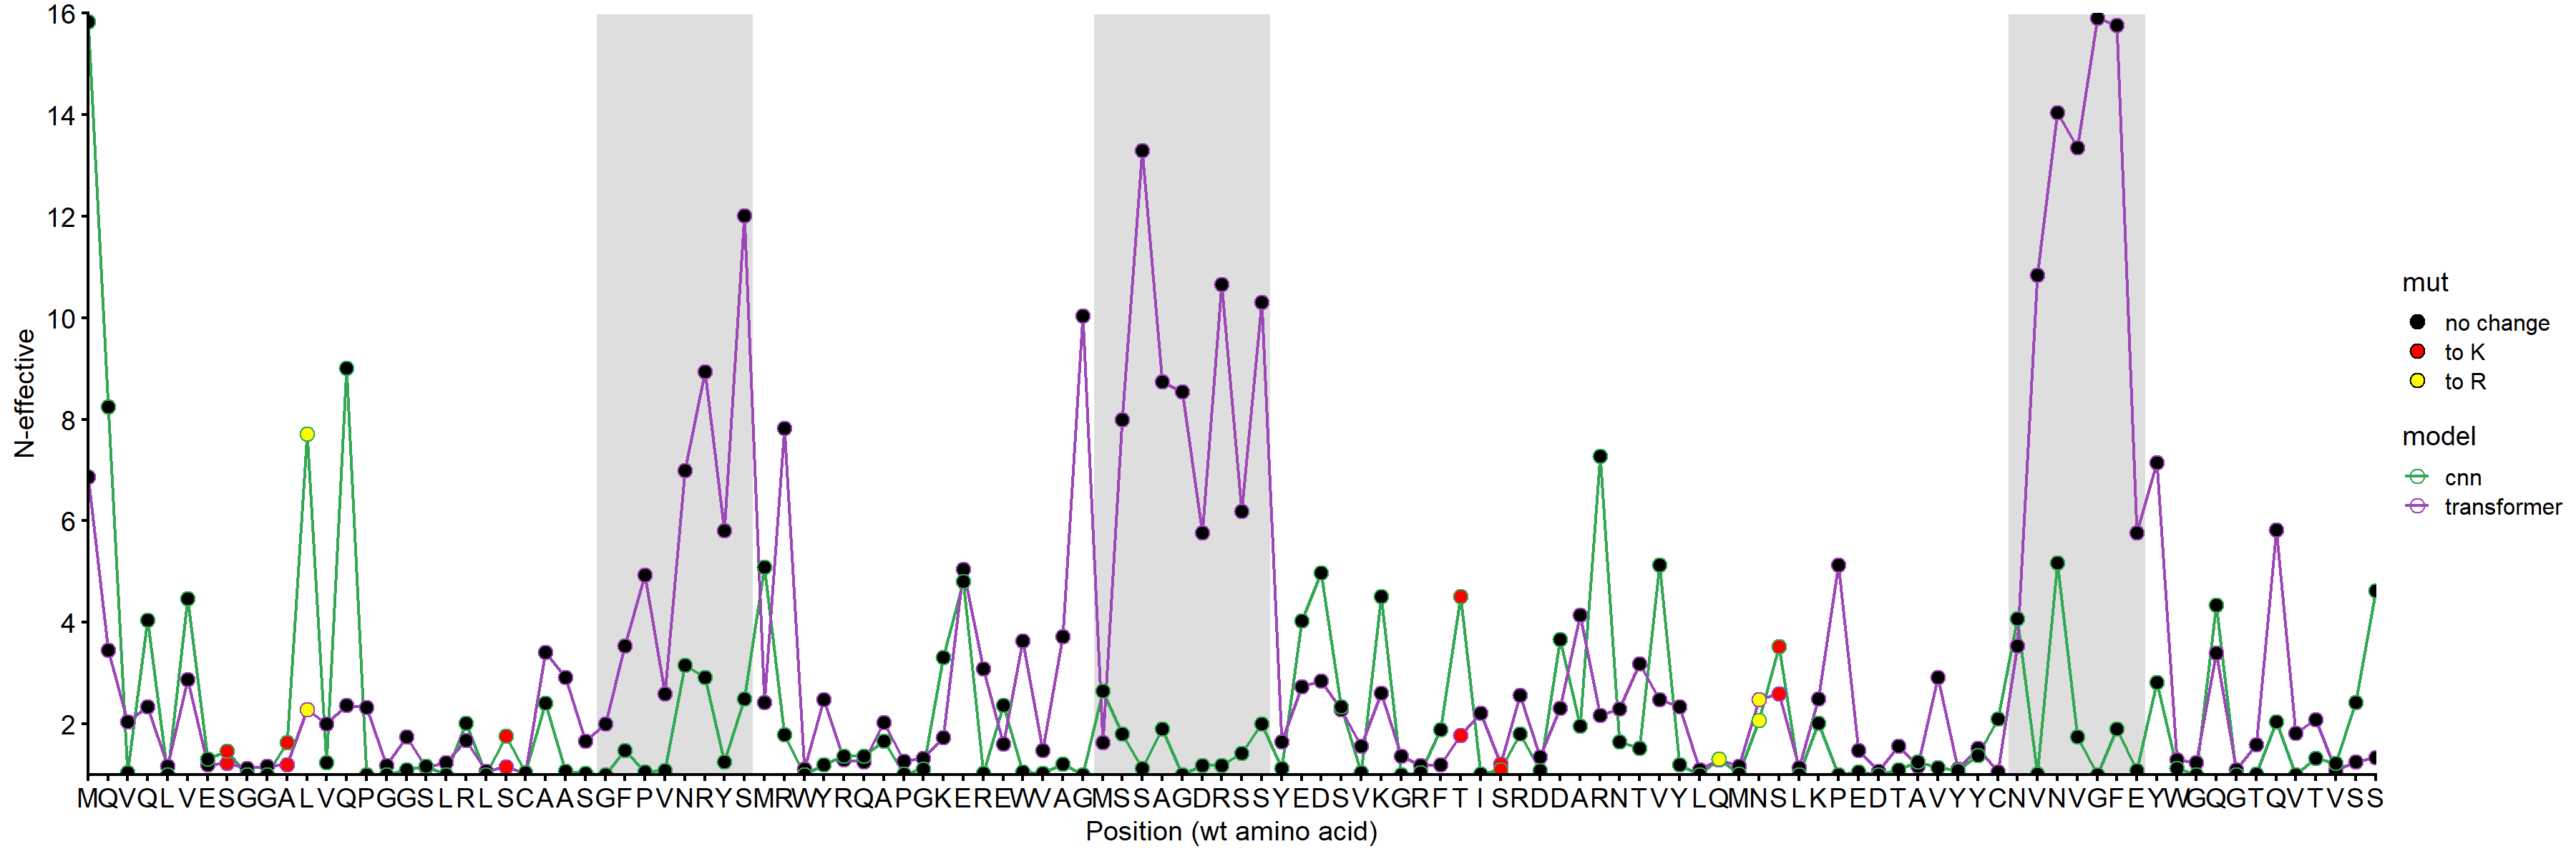 16
14
12
10
8
6
4
2
N-effective
MQVQLVESGGALVQPGGSLRLSCAASGFPVNRYSMRWYRQAPGKEREWVAGMSSAGDRSSYEDSVKGRFTISRDDARNTVYLQMNSLKPEDTAVYYCNVNVGFEYWGQGTQVTVSS
Position (wt amino acid)
mut
no change
to K
to R
model
cnn
transformer